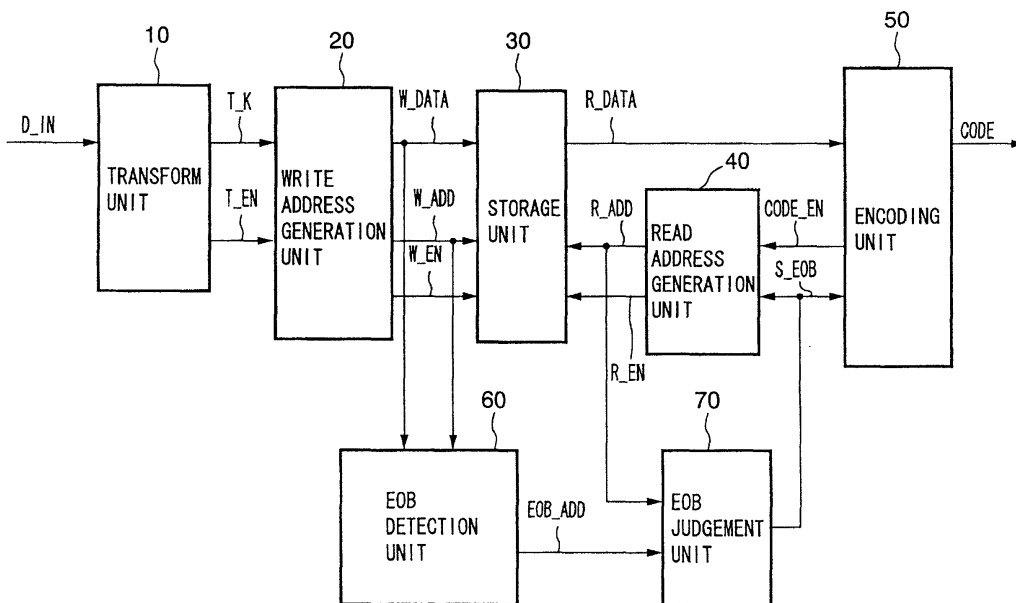 50
10
20
30
D_IN
T_K
W_DATA
R_DATA
CODE
TRANSFORM
UNIT
T_EN
WRITE
ADDRESS
GENERATION
UNIT
W_ADD
W_EN
STORAGE
UNIT
40
R_ADD
R_EN
READ
ADDRESS
GENERATION
UNIT
CODE_EN
S_EOB
ENCODING
UNIT
60
70
EOB
DETECTION
UNIT
EOB_ADD
EOB
JUDGEMENT
UNIT